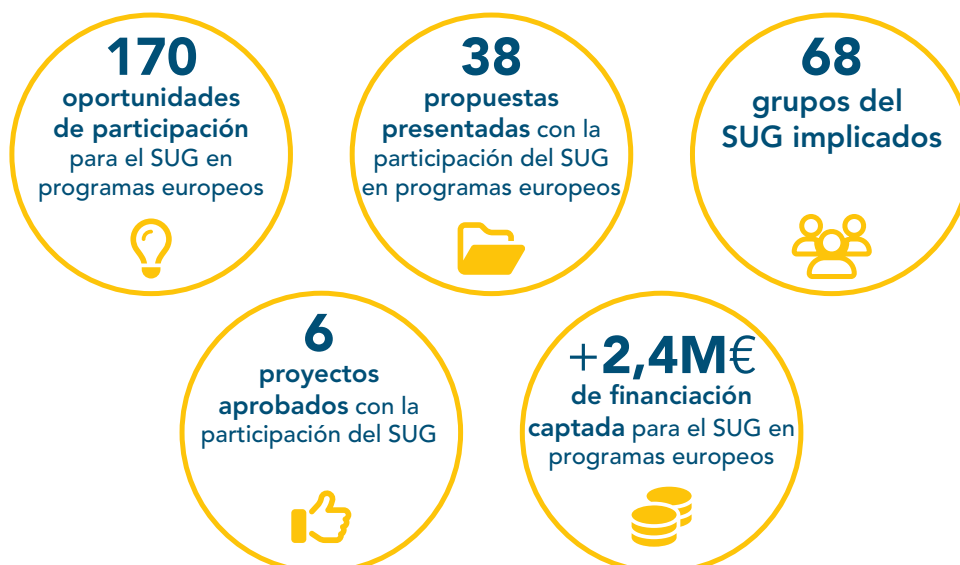 170
oportunidades
de participación
para el SUG en
programas europeos
38
propuestas
presentadas con la
participación del SUG
en programas europeos
68
grupos del
SUG implicados
6
proyectos
aprobados con la
participación del SUG
+2,4M€
de financiación
captada para el SUG en
programas europeos